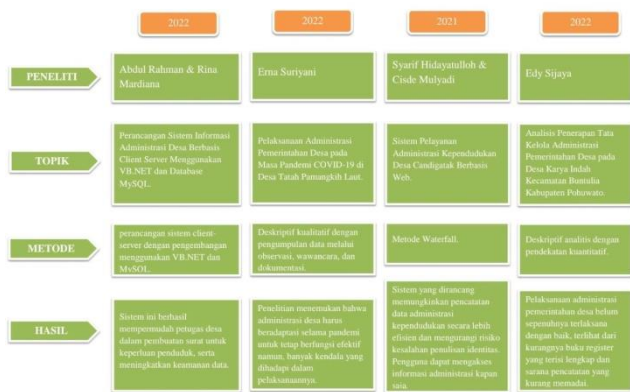 2022
2022
2021
2022
PENELITI
Abdul Rahman & Rina
Mardiana
Erna Suriyani
Syarif Hidayatulloh &
Cisde Mulyadi
Edy Sijaya
TOPIK
Perancangan Sistem Informasi
Administrasi Desa Berbasis
Client Server Menggunakan
VB.NET dan Database
MySQL.
Pelaksanaan Administrasi
Pemerintahan Desa pada
Masa Pandemi COVID-19 di
Desa Tatah Pamangkih Laut.
Sistem Pelayanan
Administrasi Kependudukan
Desa Candigatak Berbasis
Web.
Analisis Penerapan Tata
Kelola Administrasi
Pemerintahan Desa pada
Desa Karya Indah
Kecamatan Buntulia
Kabupaten Pohuwato.
METODE
perancangan sistem client-
server dengan pengembangan
menggunakan VB.NET dan
MySQL.
Deskriptif kualitatif dengan
pengumpulan data melalui
observasi, wawancara, dan
dokumentasi.
Metode Waterfall.
Deskriptif analitis dengan
pendekatan kuantitatif.
HASIL
Sistem ini berhasil
mempermudah petugas desa
dalam pembuatan surat untuk
keperluan penduduk, serta
meningkatkan keamanan data.
Penelitian menemukan bahwa
administrasi desa harus
beradaptasi selama pandemi
untuk tetap berfungsi efektif
namun, banyak kendala yang
dihadapi dalam
pelaksanaannya.
Sistem yang dirancang
memungkinkan pencatatan
data administrasi
kependudukan secara lebih
efisien dan mengurangi risiko
kesalahan penulisan identitas.
Pengguna dapat mengakses
informasi administrasi kapan
saja.
Pelaksanaan administrasi
pemerintahan desa belum
sepenuhnya terlaksana
dengan baik, terlihat dari
kurangnya buku register
yang terisi lengkap dan
sarana pencatatan yang
kurang memadai.